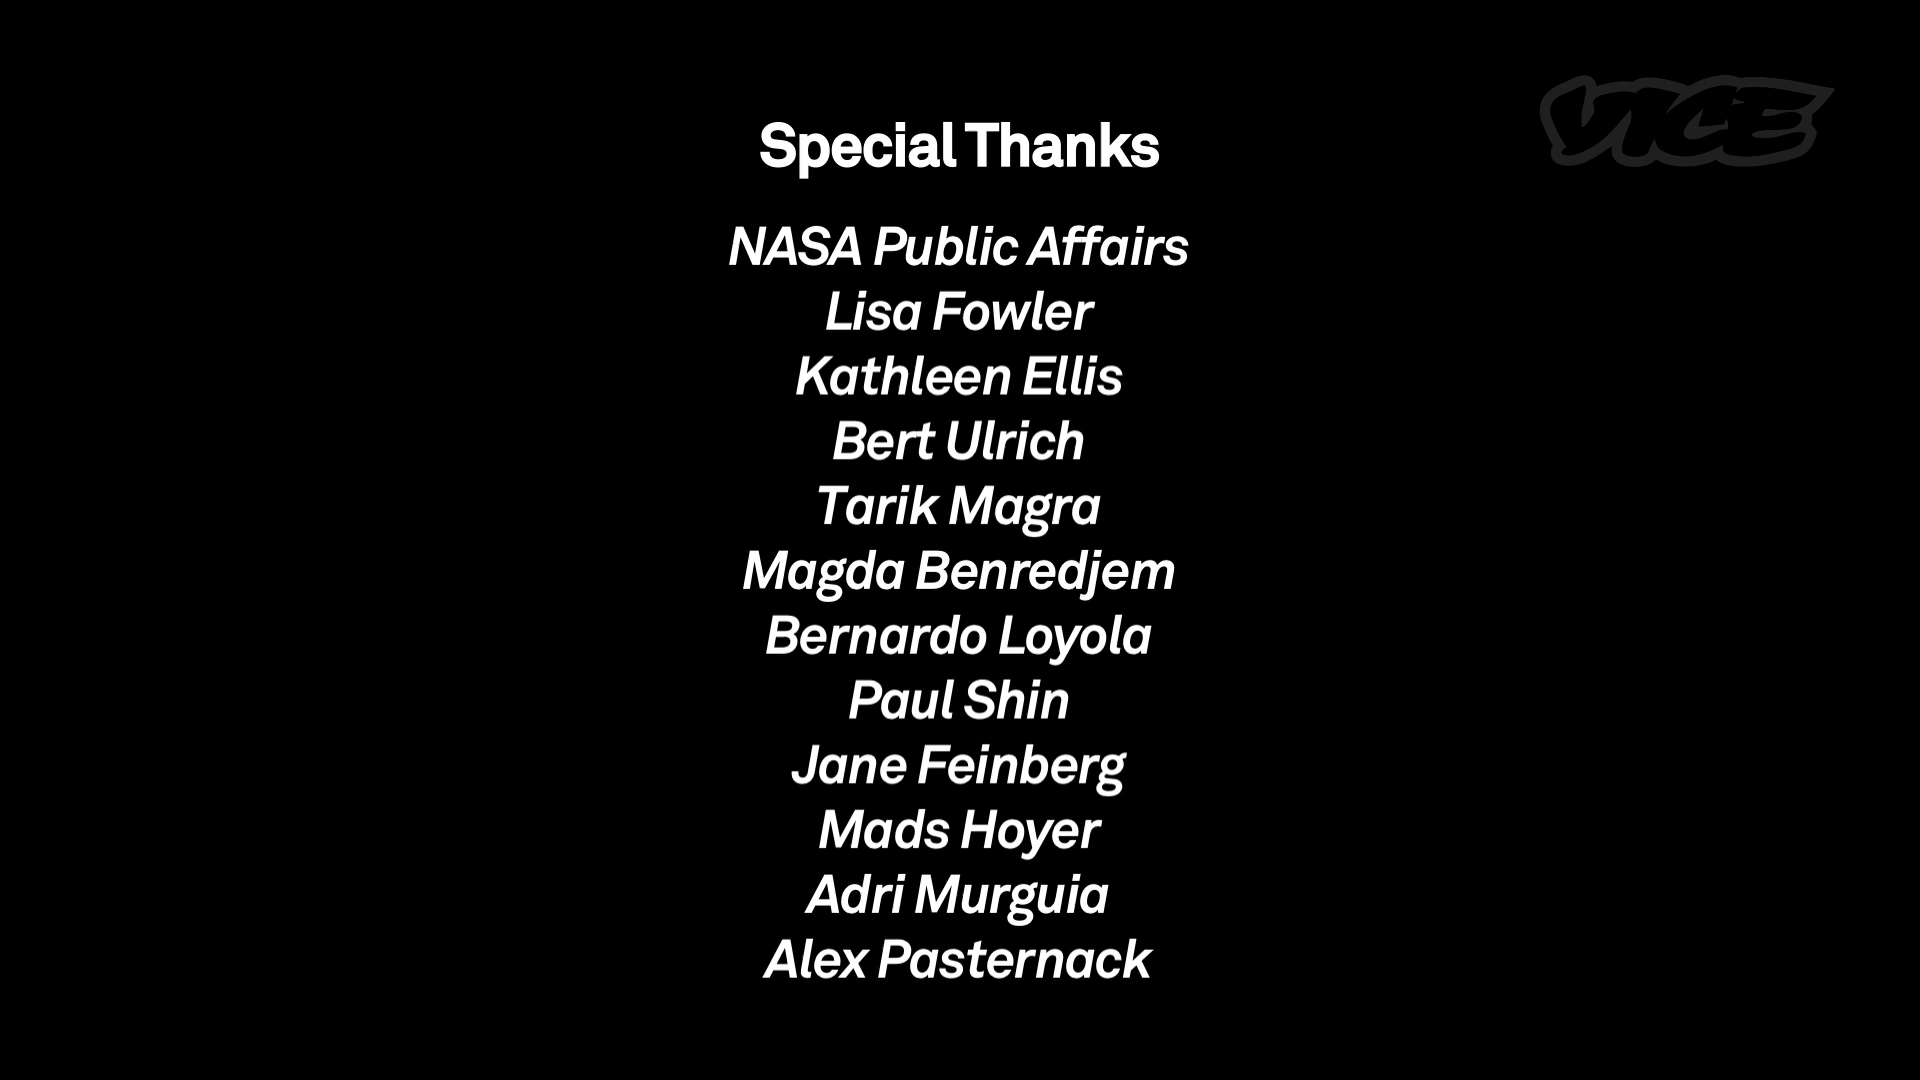 VICE
Special Thanks
NASA Public Affairs
Lisa Fowler
Kathleen Ellis
Bert Ulrich
Tarik Magra
Magda Benredjem
Bernardo Loyola
Paul Shin
Jane Feinberg
Mads Hoyer
Adri Murguia
Alex Pasternack